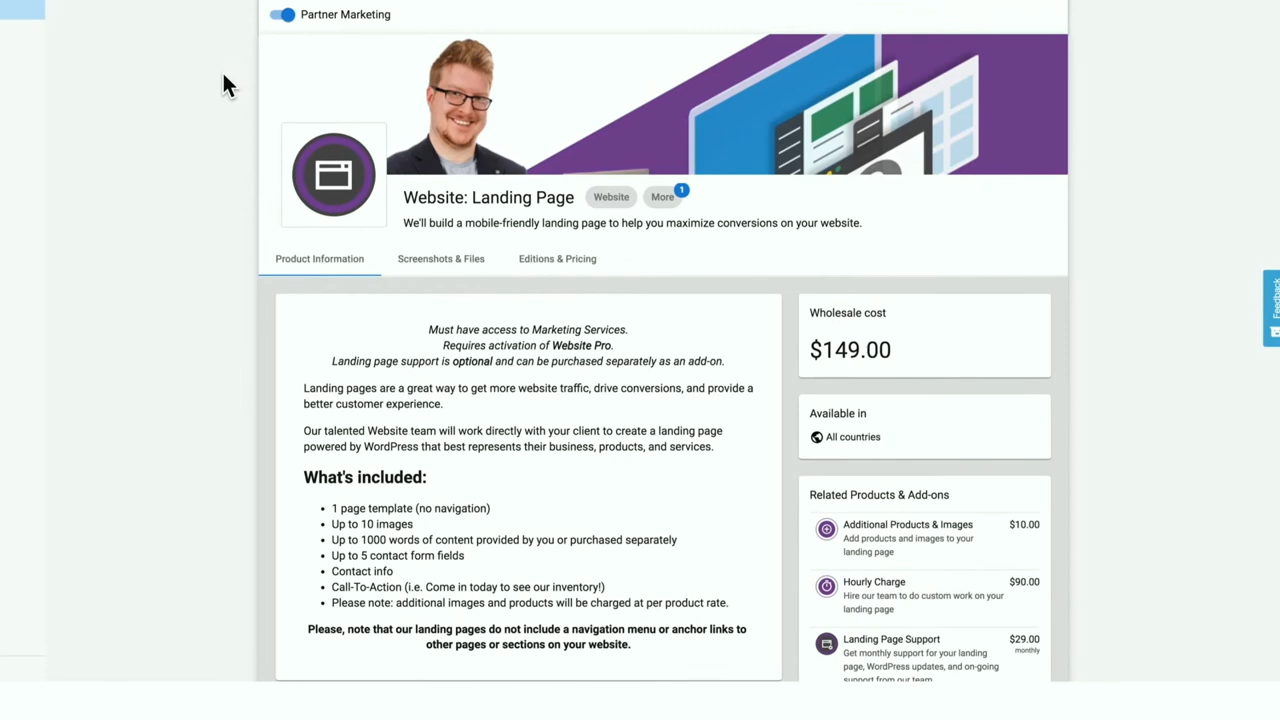 Partner Marketing
Website: Landing Page
Website
More
1
We'll build a mobile-friendly landing page to help you maximize conversions on your website.
Product Information
Screenshots & Files
Editions & Pricing
Must have access to Marketing Services.
Requires activation of Website Pro.
Landing page support is optional and can be purchased separately as an add-on.
Landing pages are a great way to get more website traffic, drive conversions, and provide a
better customer experience.
Our talented Website team will work directly with your client to create a landing page
powered by WordPress that best represents their business, products, and services.
What's included:
• 1 page template (no navigation)
• Up to 10 images
• Up to 1000 words of content provided by you or purchased separately
• Up to 5 contact form fields
• Contact info
• Call-To-Action (i.e. Come in today to see our inventory!)
• Please note: additional images and products will be charged at per product rate.
Please, note that our landing pages do not include a navigation menu or anchor links to
other pages or sections on your website.
Wholesale cost
$149.00
Available in
All countries
Related Products & Add-ons
Additional Products & Images $10.00
Add products and images to your
landing page
Hourly Charge $90.00
Hire our team to do custom work on your
landing page
Landing Page Support $29.00
monthly
Get monthly support for your landing
page, WordPress updates, and on-going
support from our team
Feedback